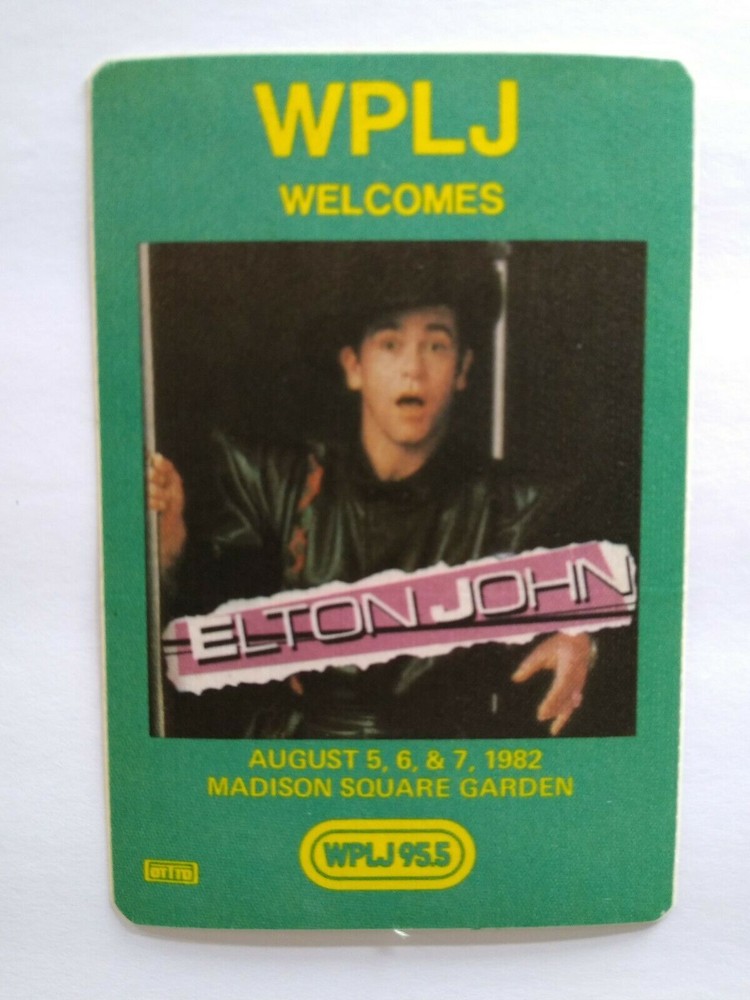 WPLJ
WELCOMES
ELTON JOHN
AUGUST 5, 6, & 7, 1982
MADISON SQUARE GARDEN
WPLJ 95.5
OTTO